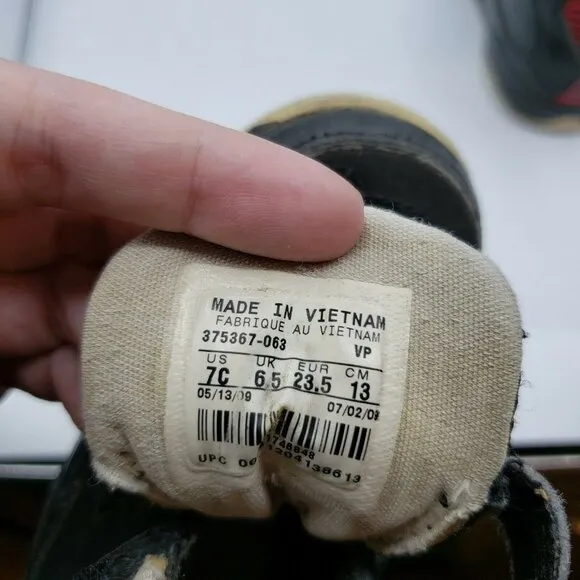 MADE IN VIETNAM
FABRIQUE AU VIETNAM
375367-063 VP
US UK EUR CM
7C 6.5 23.5 13
05/13/09 07/02/09
UPC